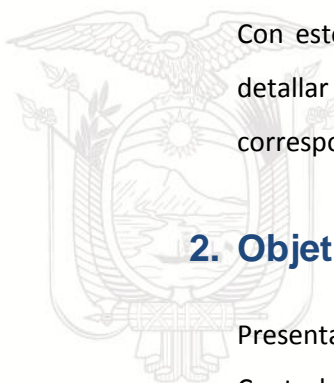 Con est
detallar
correspo
2. Objet
Presenta